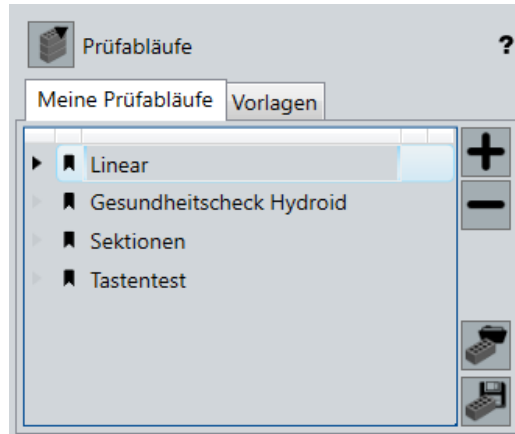 Prüfabläufe
?
Meine Prüfabläufe Vorlagen
Linear
Gesundheitscheck Hydroid
Sektionen
Tastentest